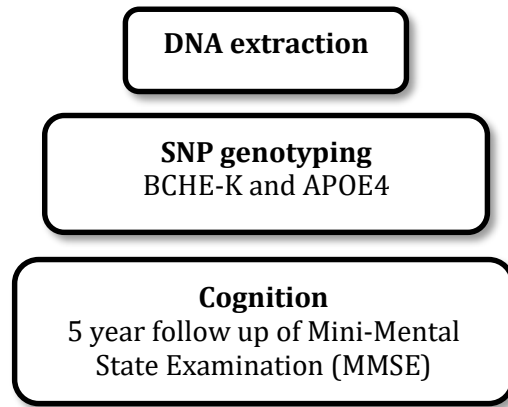 DNA extraction
SNP genotyping
BCHE-K and APOE4
Cognition
5 year follow up of Mini-Mental
State Examination (MMSE)